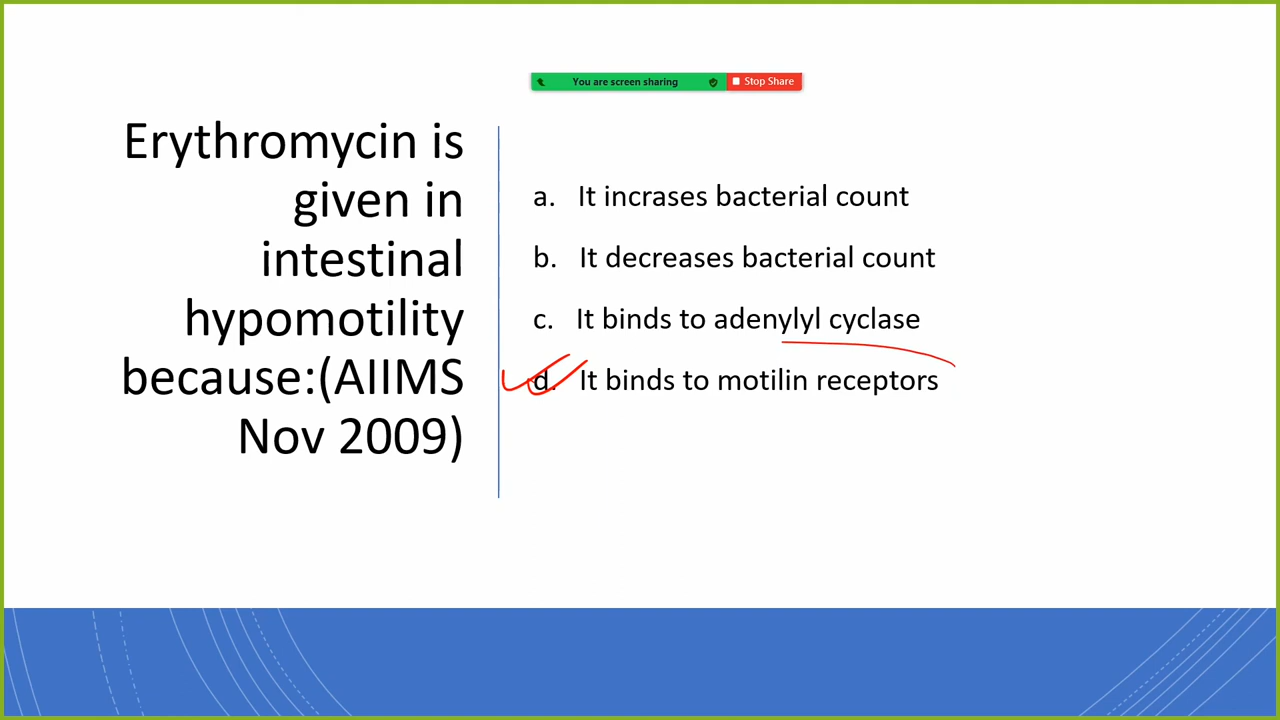 You are screen sharing
Stop Share
Erythromycin is
given in
intestinal
hypomotility
because:(AIIMS
Nov 2009)
a. It incrases bacterial count
b. It decreases bacterial count
c. It binds to adenylyl cyclase
d. It binds to motilin receptors